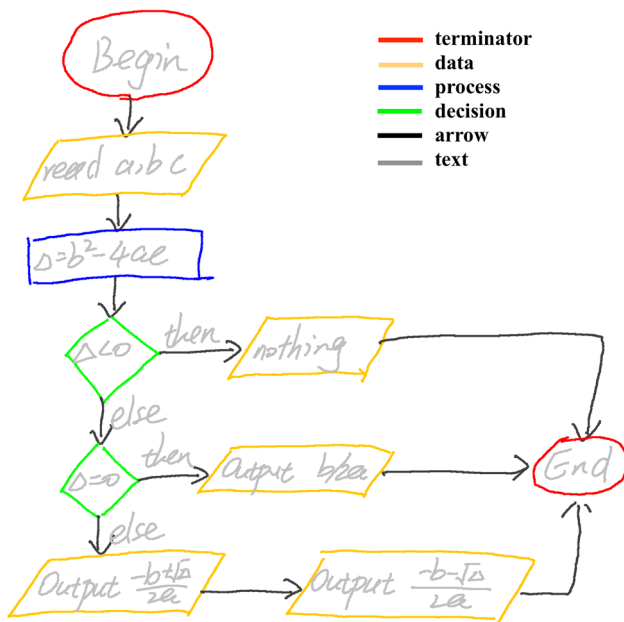 Begin
terminator
data
process
decision
arrow
text
read a,b c
Δ=b²-4ac
Δ<0
then
nothing
else
Δ=0
then
Output b/2a
End
else
Output -b+√Δ/2a
Output -b-√Δ/2a